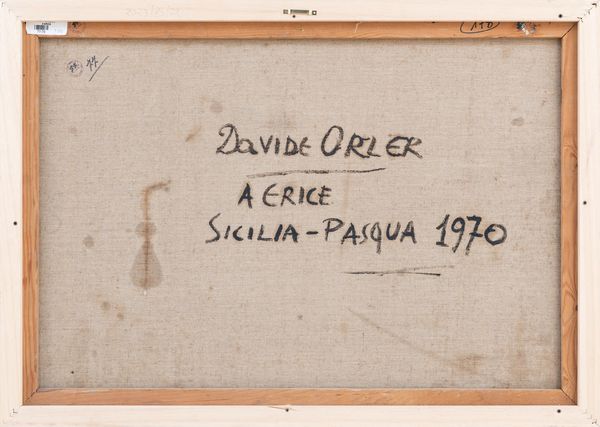 Davide Orler
A ERICE
SICILIA-PASQUA 1970